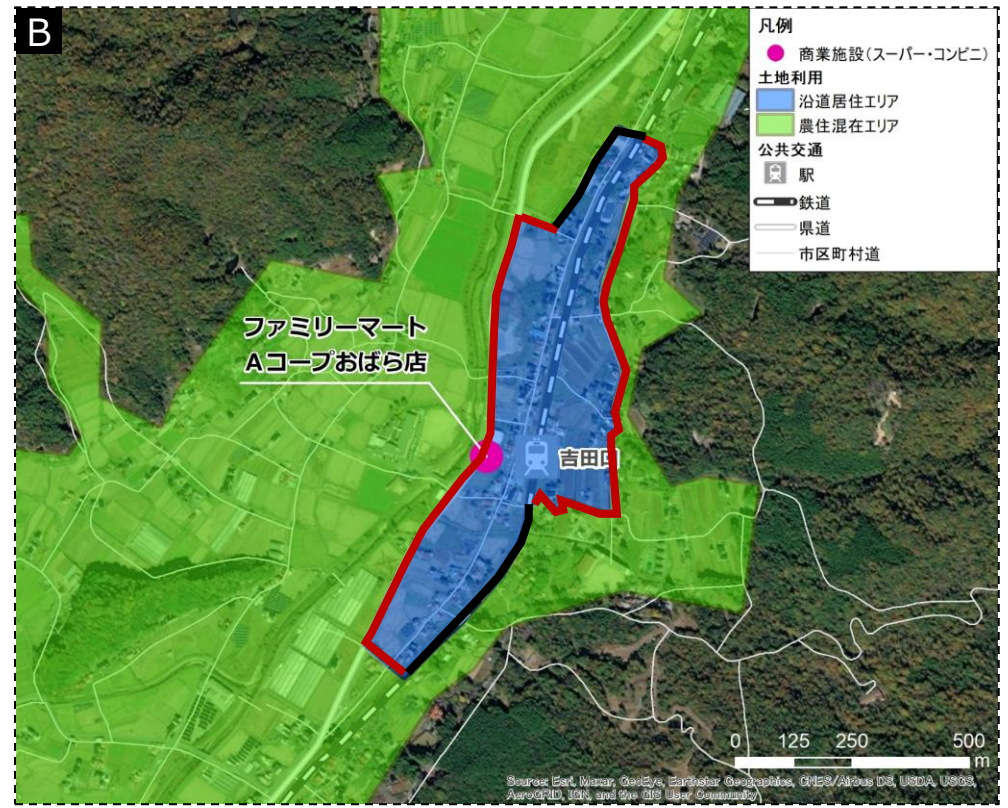 B
凡例
商業施設(スーパー・コンビニ)
土地利用
沿道居住エリア
農住混在エリア
公共交通
駅
鉄道
県道
市区町村道
ファミリーマート
Aコープおばら店
吉田口
0 125 250 500
m
Source: Esri, Maxar, GeoEye, Earthstar Geographics, CNES/Airbus DS, USDA, USGS,
AeroGRID, IGN, and the GIS User Community